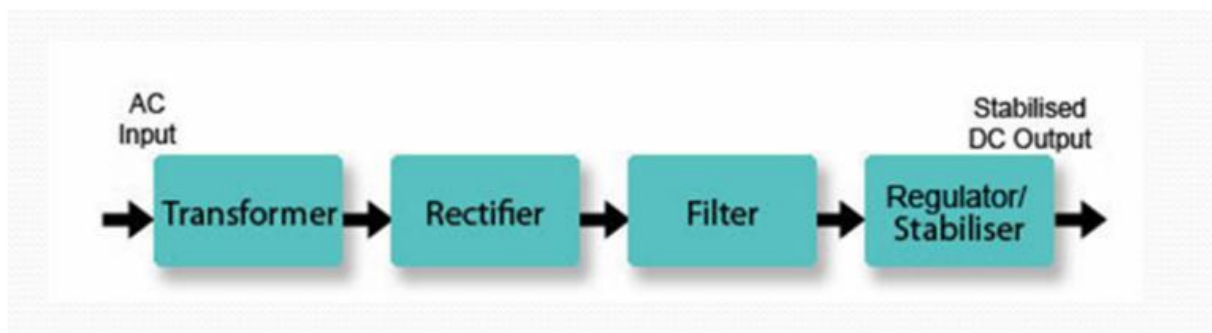 AC
Input
Stabilised
DC Output
Transformer
Rectifier
Filter
Regulator/
Stabiliser